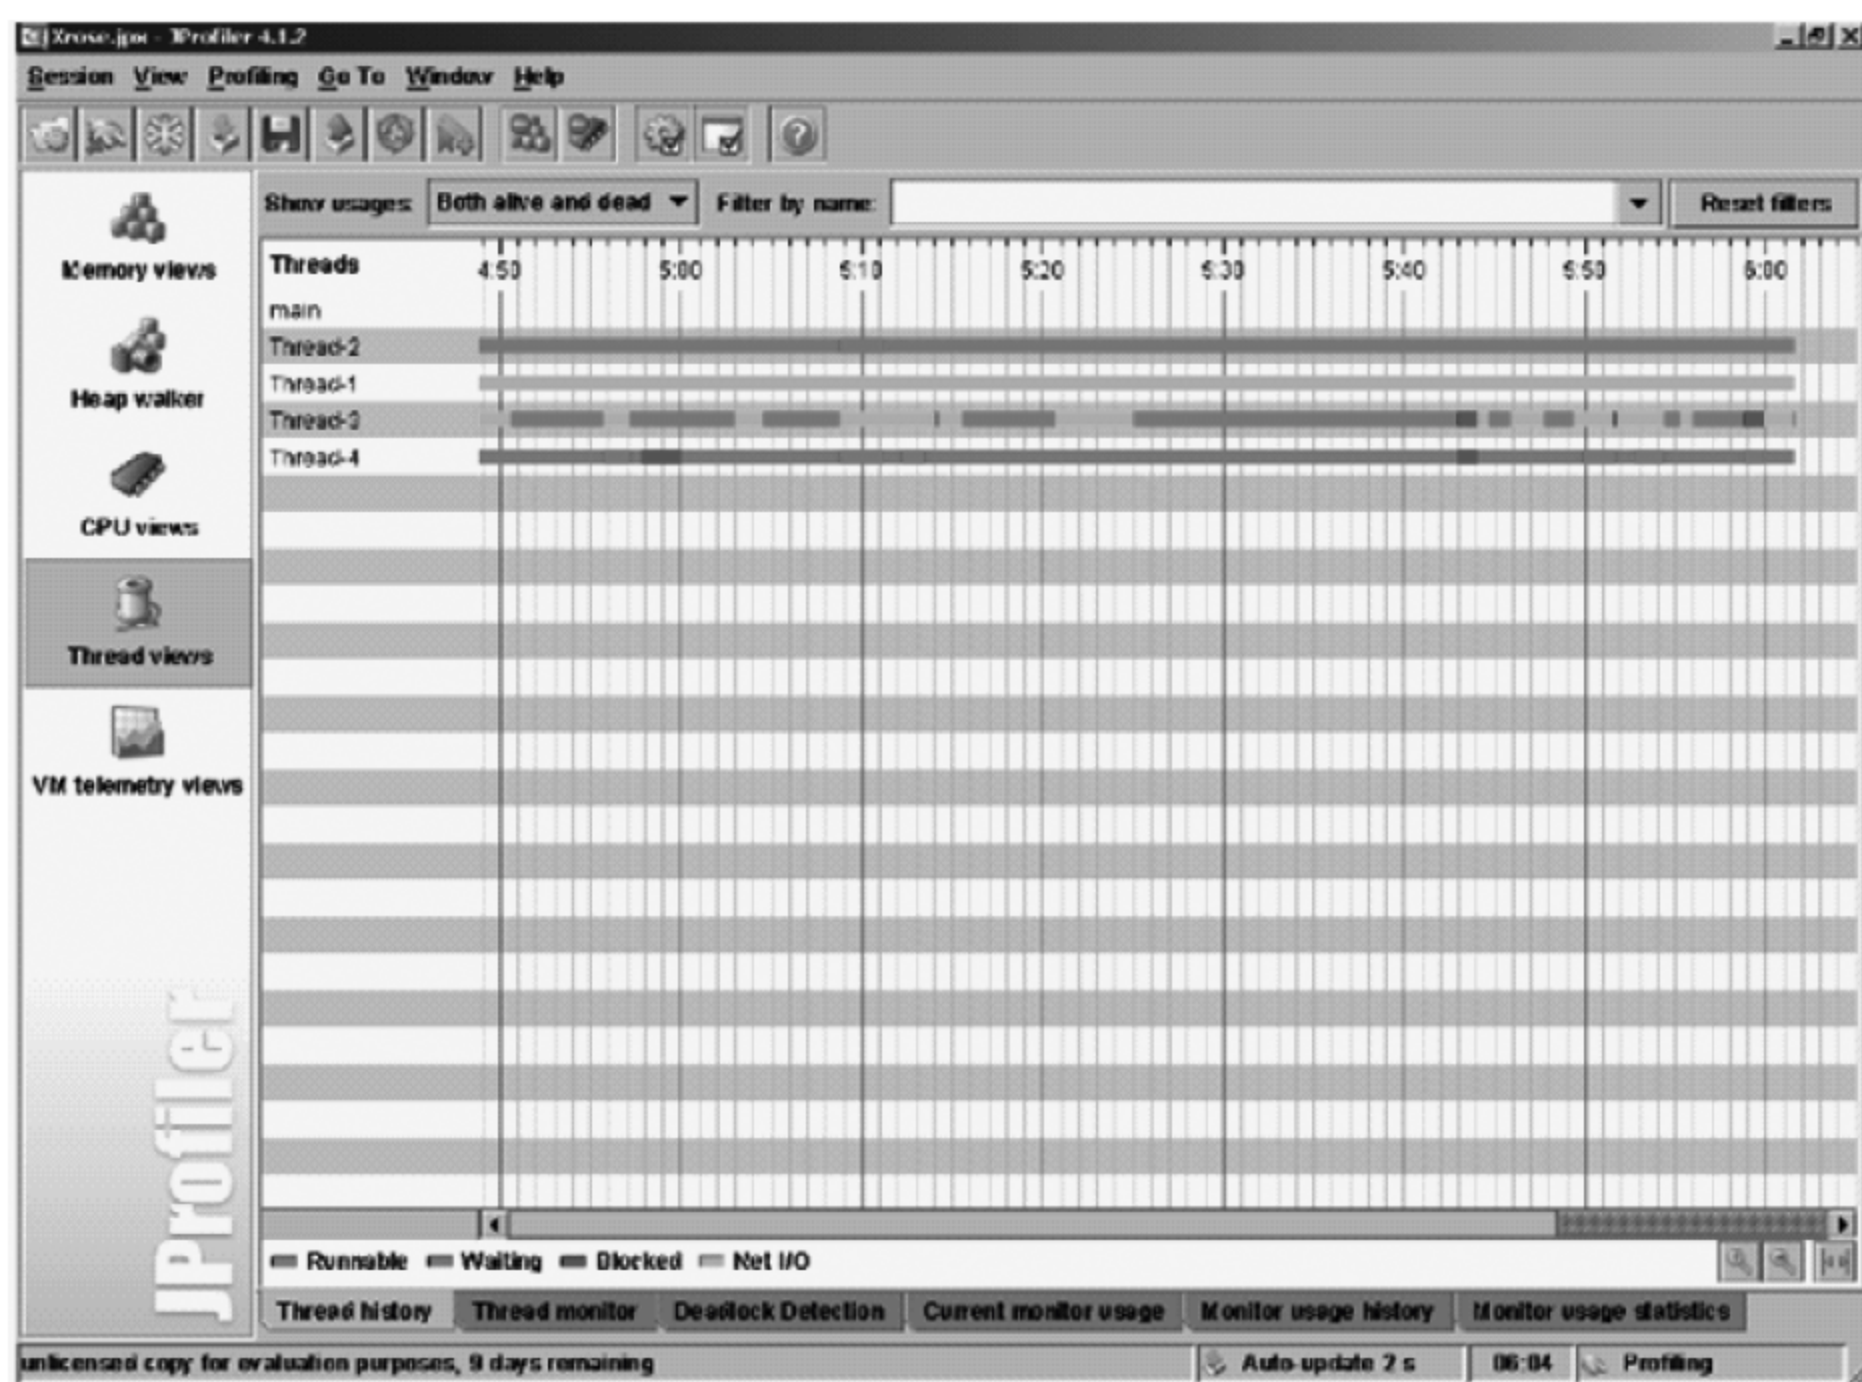 Xrose.jpx - JProfiler 4.1.2
Session View Profiling Go To Window Help
Show usages: Both alive and dead Filter by name: Reset filters
Memory views
Heap walker
CPU views
Thread views
VM telemetry views
JProfiler
Threads 4:50 5:00 5:10 5:20 5:30 5:40 5:50 6:00
main
Thread-2
Thread-1
Thread-3
Thread-4
Runnable Waiting Blocked Net I/O
Thread history Thread monitor Deadlock Detection Current monitor usage Monitor usage history Monitor usage statistics
unlicensed copy for evaluation purposes, 9 days remaining Auto-update 2 s 06:04 Profiling